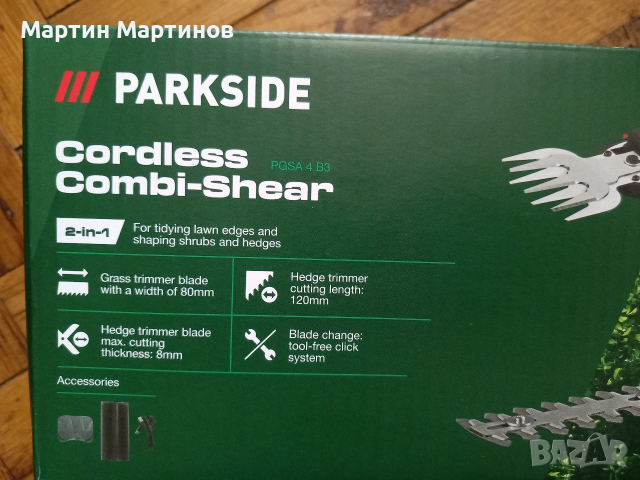 Мартин Мартинов
PARKSIDE
Cordless
Combi-Shear
PGSA 4 B3
2-in-1
For tidying lawn edges and
shaping shrubs and hedges
Grass trimmer blade
with a width of 80mm
Hedge trimmer
cutting length:
120mm
Hedge trimmer blade
max. cutting
thickness: 8mm
Blade change:
tool-free click
system
Accessories
BAZAR